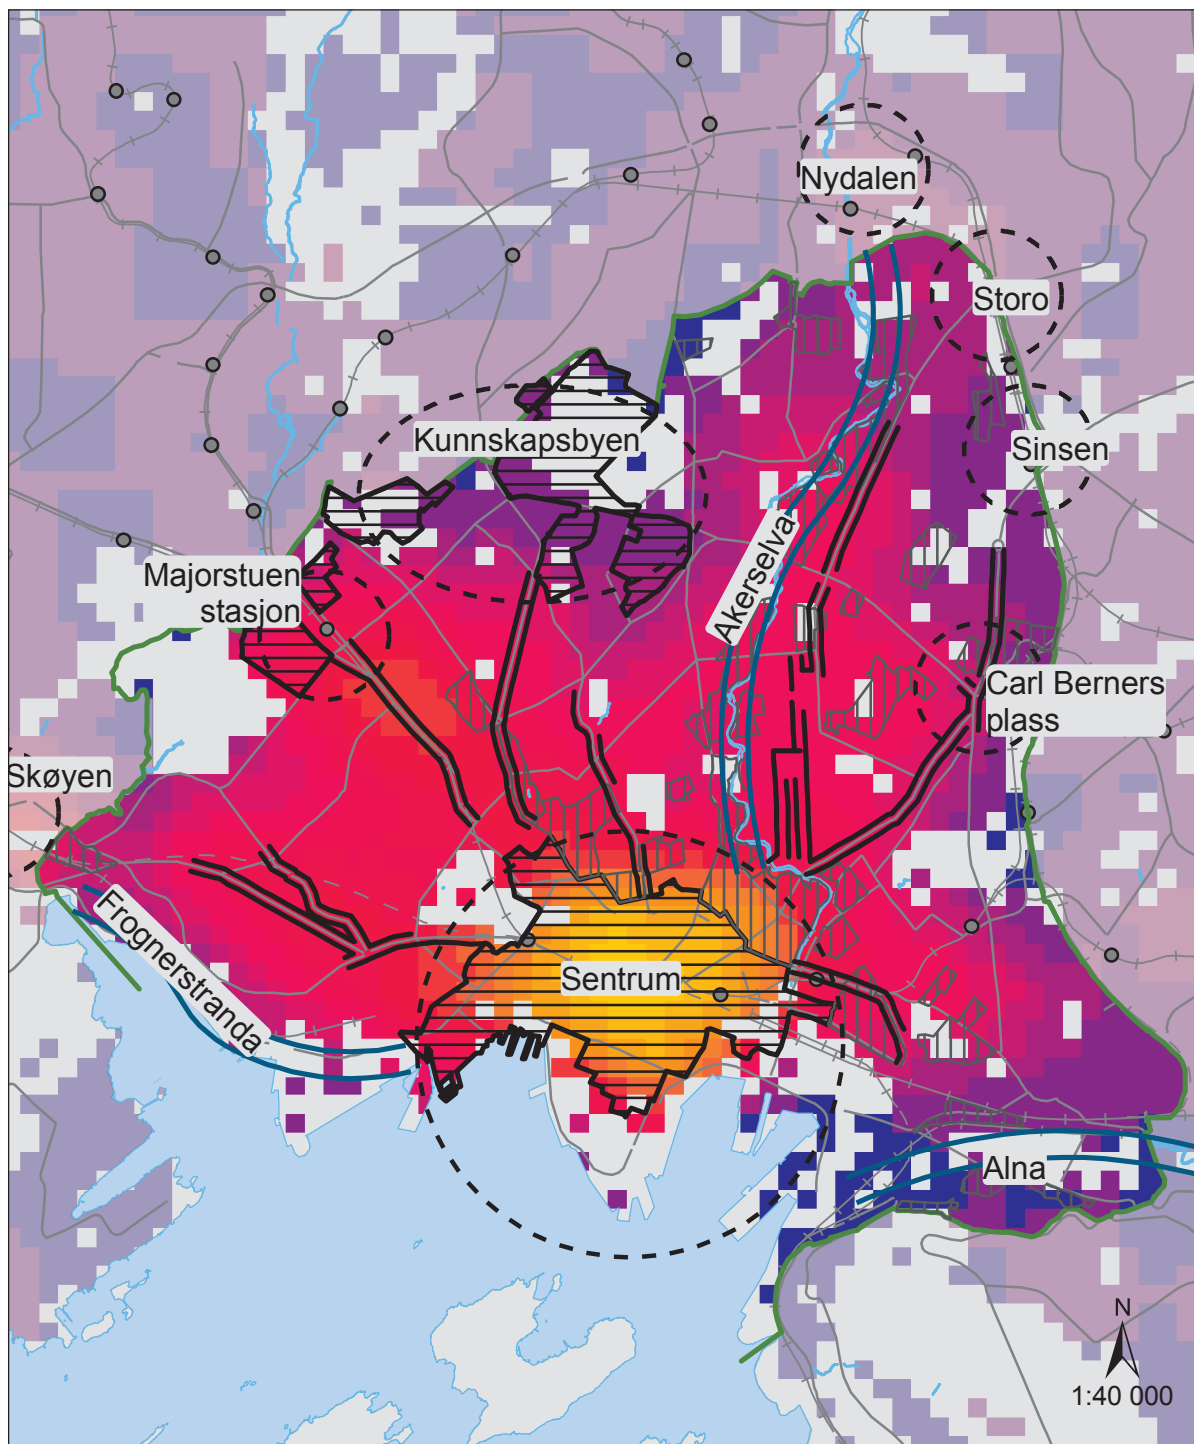 Nydalen
Storo
Kunnskapsbyen
Sinsen
Akerselva
Majorstuen
stasjon
Carl Berners
plass
Skøyen
Frognerstranda
Sentrum
Alna
N
1:40 000